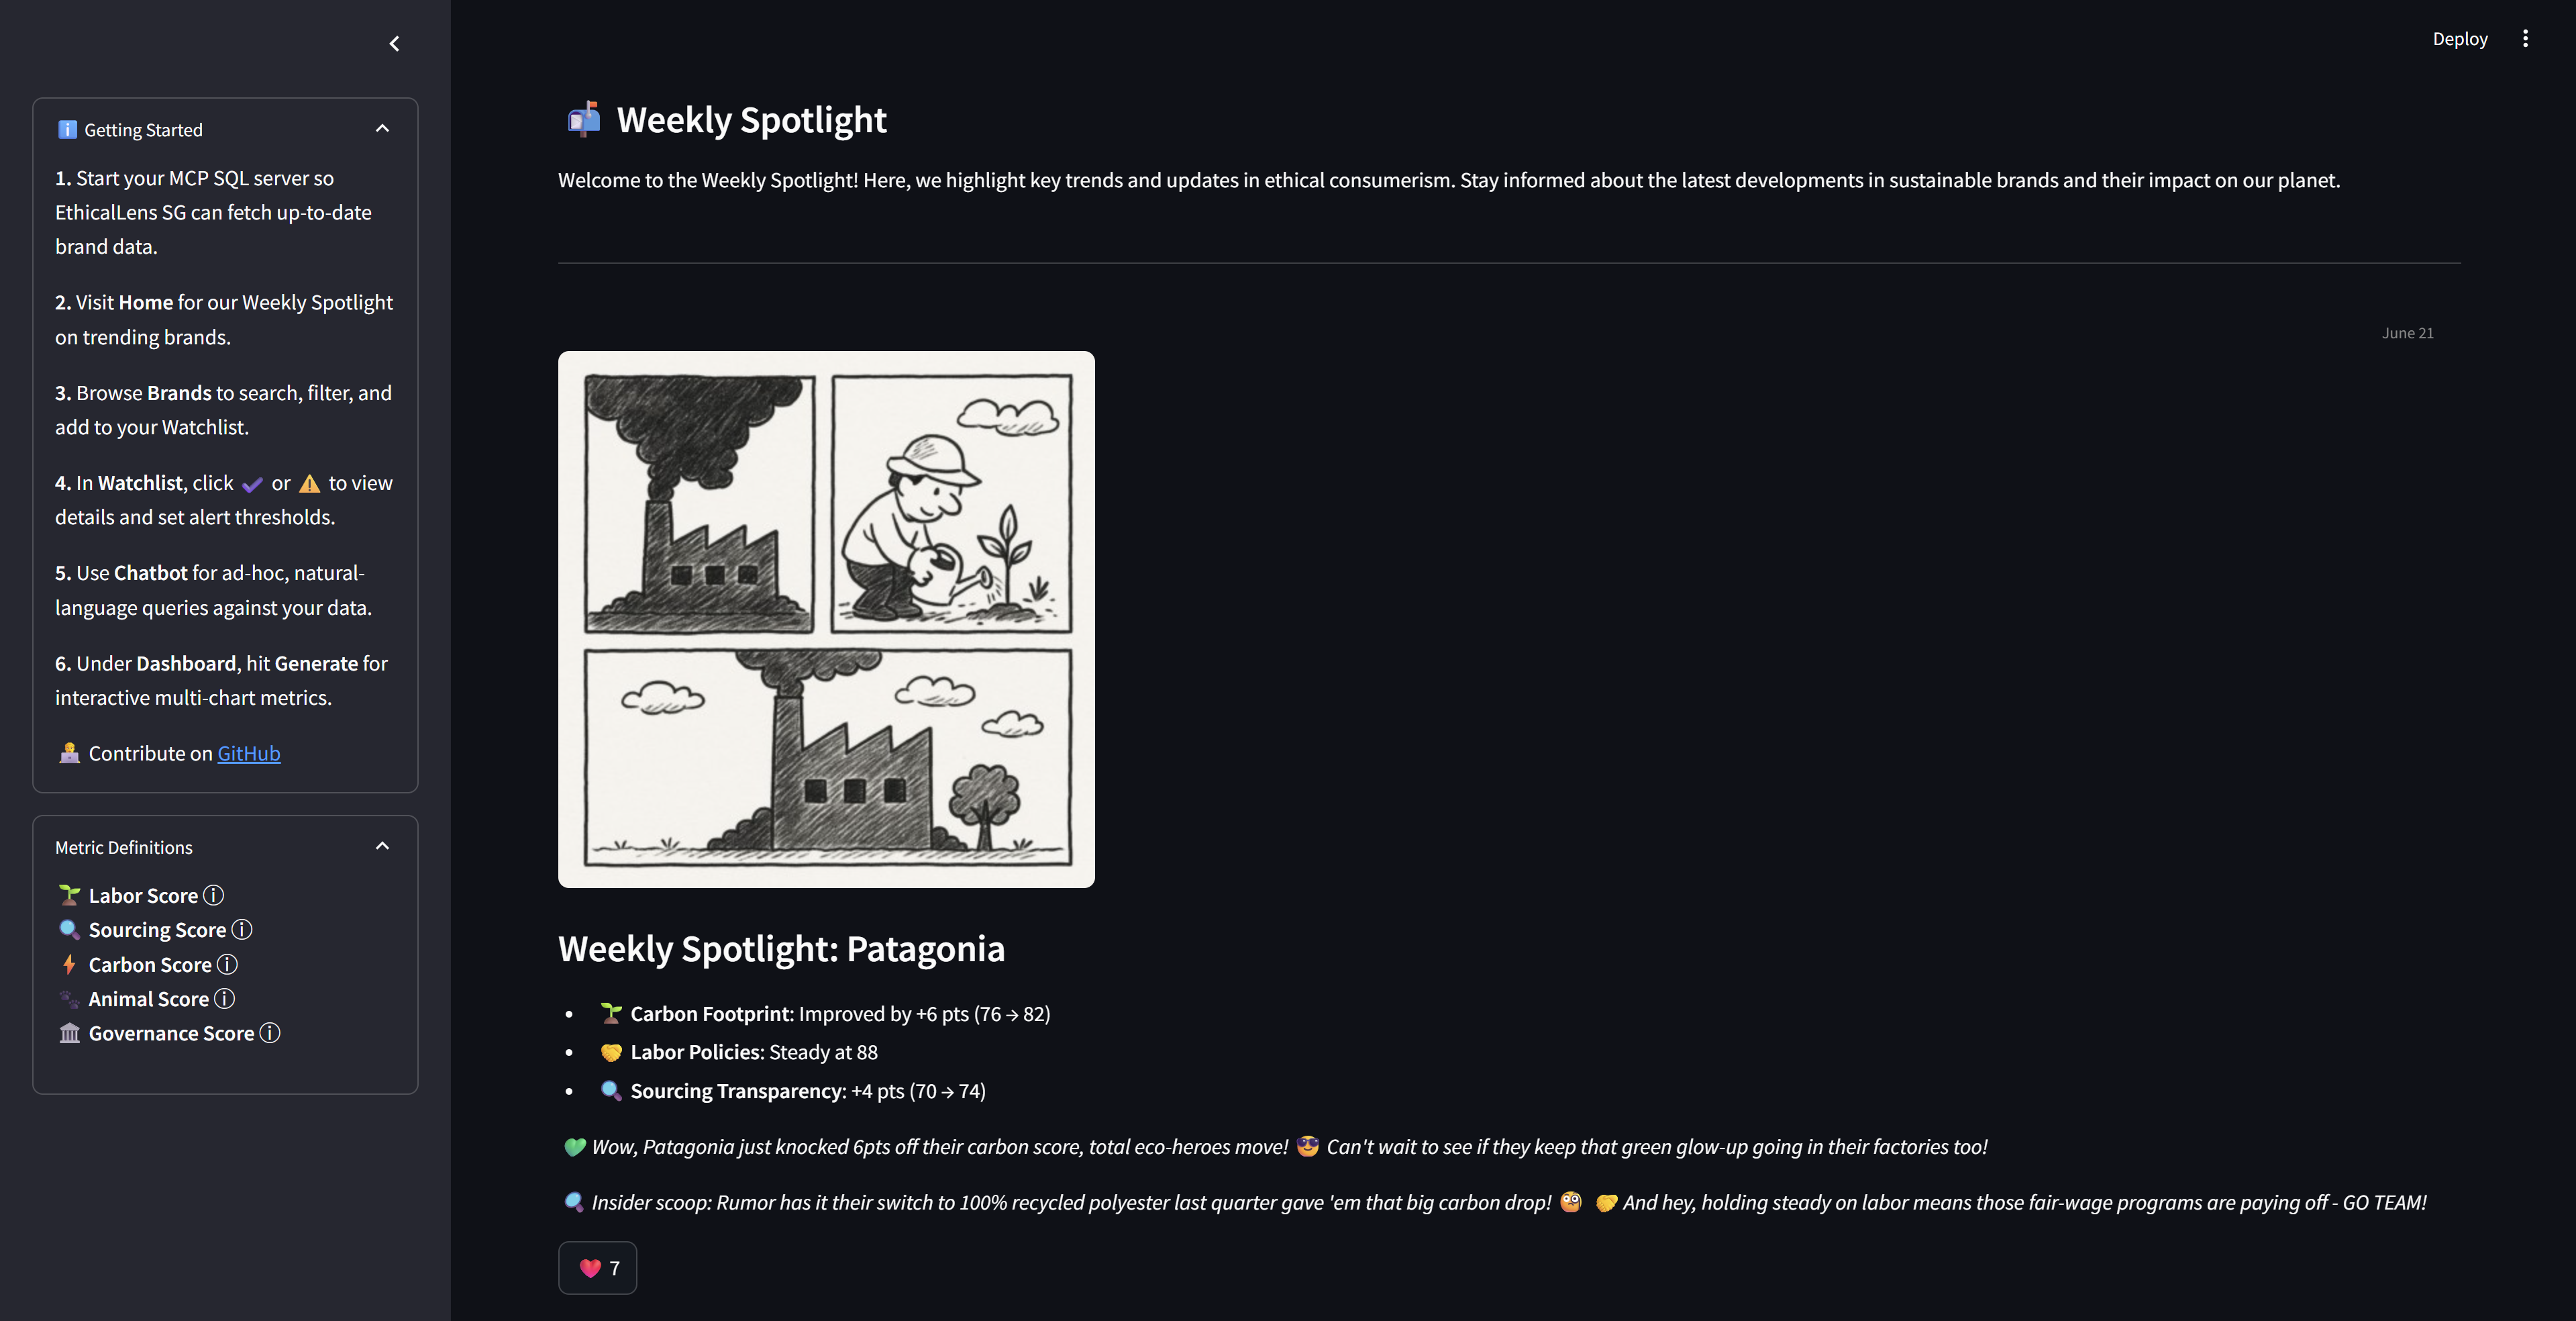 Deploy
ℹ️ Getting Started
1. Start your MCP SQL server so
EthicalLens SG can fetch up-to-date
brand data.
2. Visit Home for our Weekly Spotlight
on trending brands.
3. Browse Brands to search, filter, and
add to your Watchlist.
4. In Watchlist, click ✔️ or ⚠️ to view
details and set alert thresholds.
5. Use Chatbot for ad-hoc, natural-
language queries against your data.
6. Under Dashboard, hit Generate for
interactive multi-chart metrics.
🧑‍💻 Contribute on GitHub
Metric Definitions
🌱 Labor Score ⓘ
🔍 Sourcing Score ⓘ
⚡ Carbon Score ⓘ
🐾 Animal Score ⓘ
🏛️ Governance Score ⓘ
📬 Weekly Spotlight
Welcome to the Weekly Spotlight! Here, we highlight key trends and updates in ethical consumerism. Stay informed about the latest developments in sustainable brands and their impact on our planet.
June 21
Weekly Spotlight: Patagonia
• 🌱 Carbon Footprint: Improved by +6 pts (76 → 82)
• 🤝 Labor Policies: Steady at 88
• 🔍 Sourcing Transparency: +4 pts (70 → 74)
💚 Wow, Patagonia just knocked 6pts off their carbon score, total eco-heroes move! 😎 Can't wait to see if they keep that green glow-up going in their factories too!
🔍 Insider scoop: Rumor has it their switch to 100% recycled polyester last quarter gave 'em that big carbon drop! 🧐 🤝 And hey, holding steady on labor means those fair-wage programs are paying off - GO TEAM!
❤️ 7